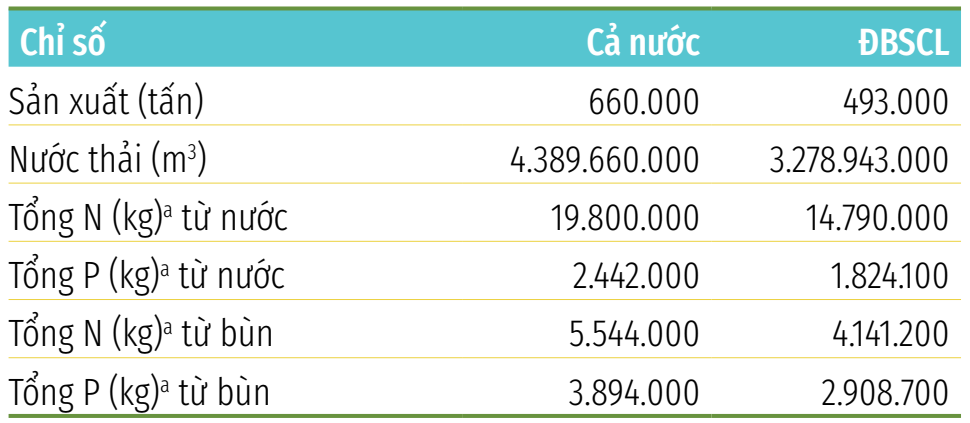 Chỉ số Cả nước ĐBSCL
Sản xuất (tấn) 660.000 493.000
Nước thải (m³) 4.389.660.000 3.278.943.000
Tổng N (kg)ᵃ từ nước 19.800.000 14.790.000
Tổng P (kg)ᵃ từ nước 2.442.000 1.824.100
Tổng N (kg)ᵃ từ bùn 5.544.000 4.141.200
Tổng P (kg)ᵃ từ bùn 3.894.000 2.908.700